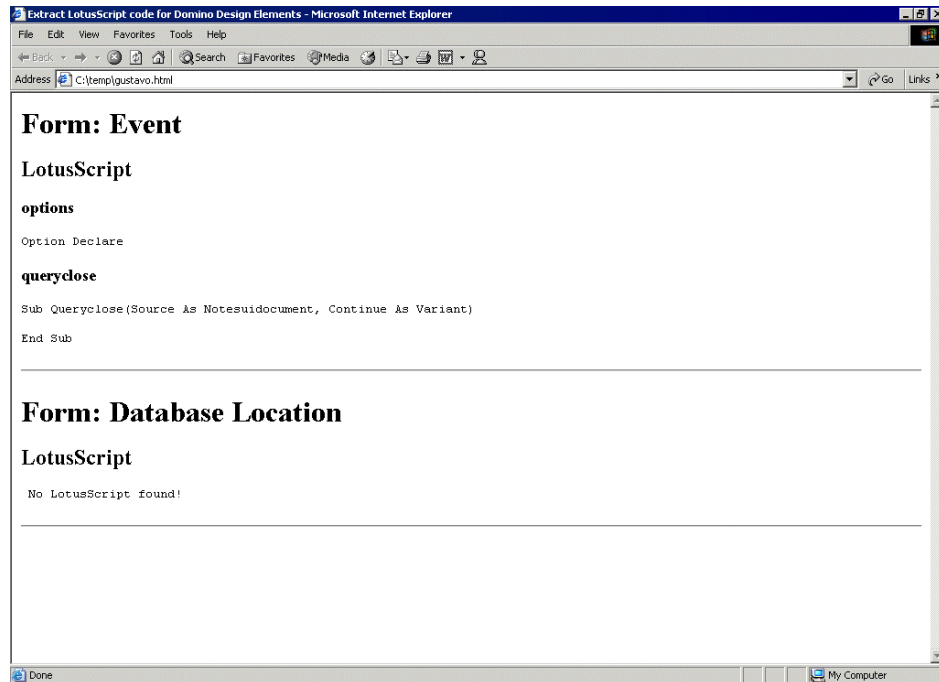 Extract LotusScript code for Domino Design Elements - Microsoft Internet Explorer
File Edit View Favorites Tools Help
Back Search Favorites Media
Address C:\temp\gustavo.html Go Links
Form: Event
LotusScript
options
Option Declare
queryclose
Sub Queryclose(Source As Notesuidocument, Continue As Variant)
End Sub
Form: Database Location
LotusScript
No LotusScript found!
Done My Computer